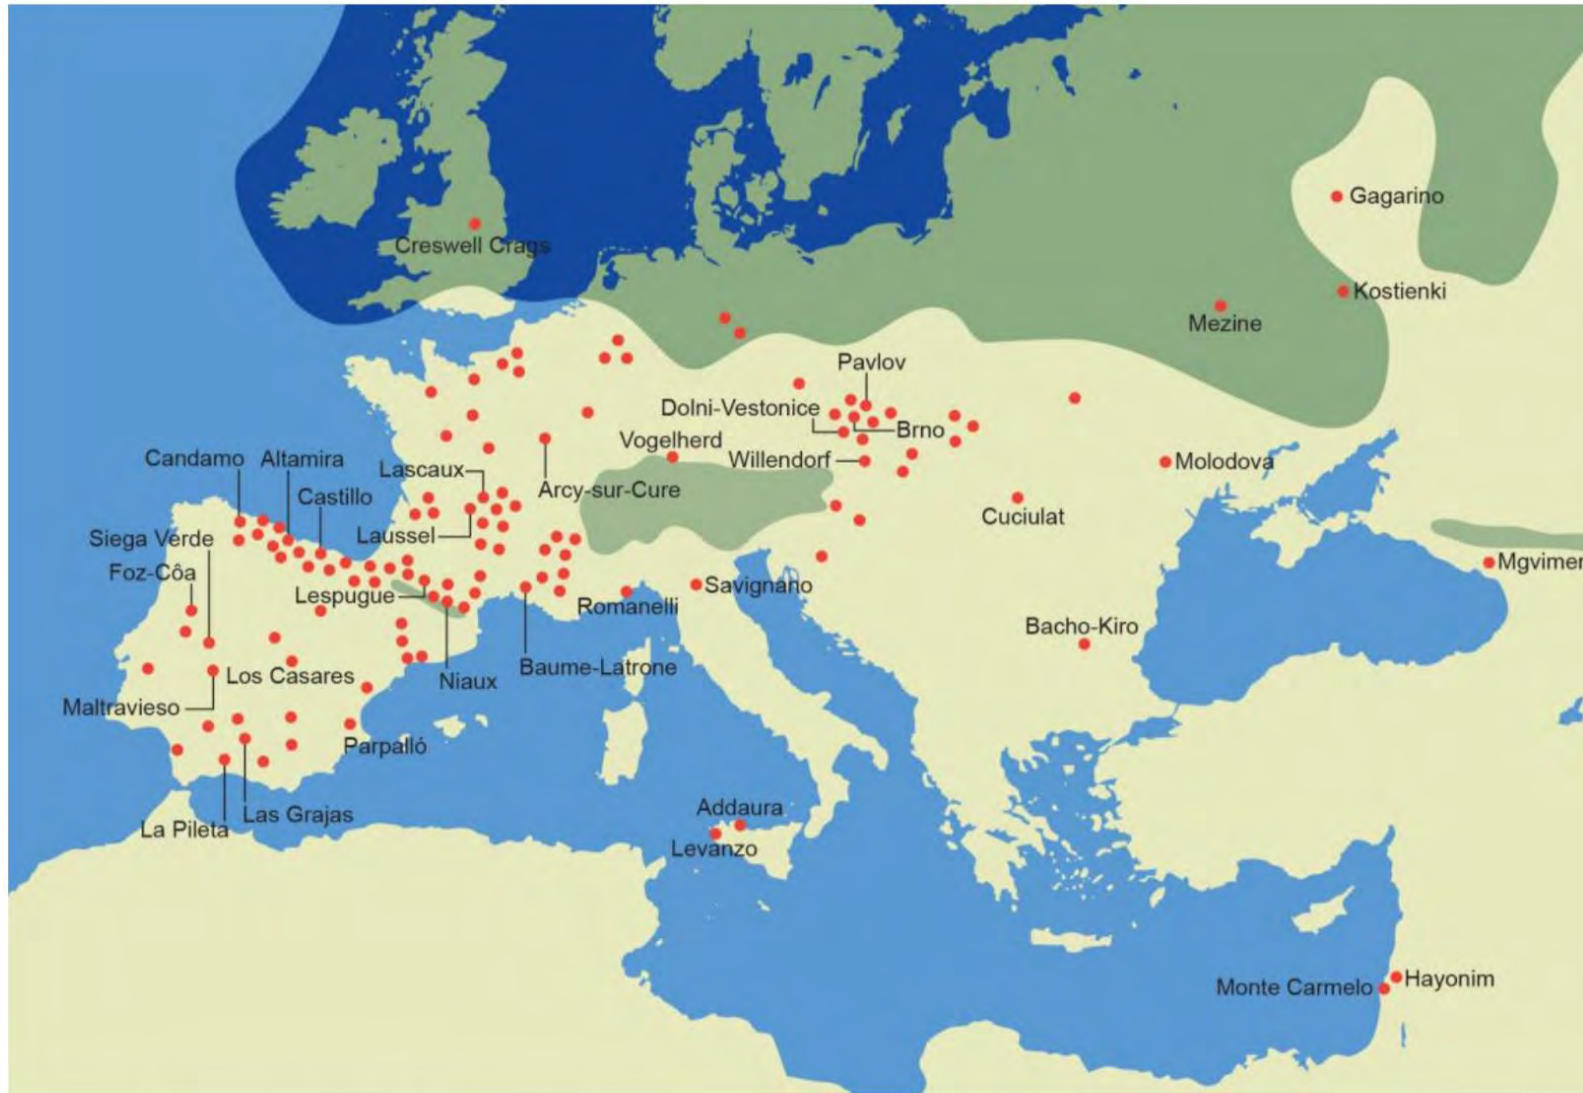 Gagarino
Creswell Crags
Kostienki
Mezine
Pavlov
Dolni-Vestonice
Brno
Vogelherd
Willendorf
Molodova
Candamo
Altamira
Lascaux
Arcy-sur-Cure
Castillo
Cuciulat
Siega Verde
Laussel
Foz-Côa
Mgvimer
Lespugue
Romanelli
Savignano
Bacho-Kiro
Baume-Latrone
Los Casares
Niaux
Maltravieso
Parpalló
Addaura
Las Grajas
La Pileta
Levanzo
Hayonim
Monte Carmelo